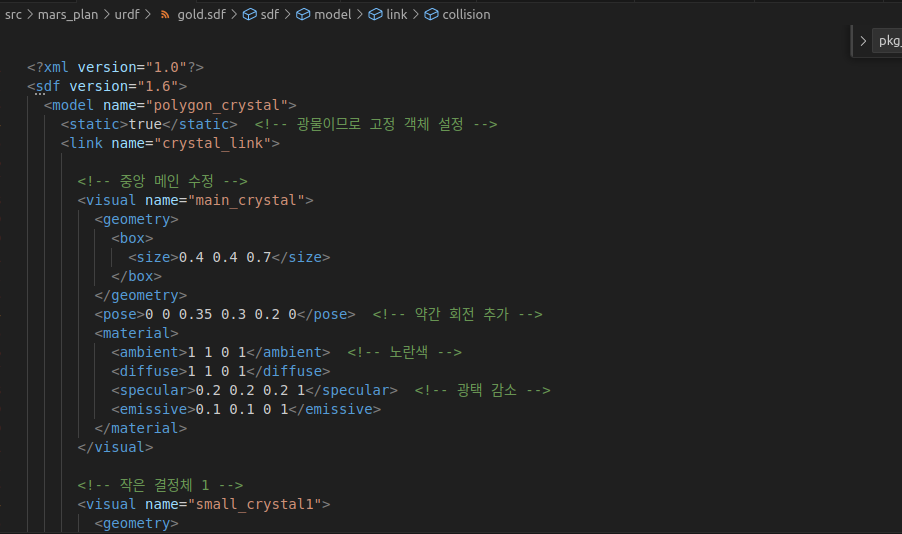 src > mars_plan > urdf > gold.sdf > sdf > model > link > collision
pkg_
<?xml version="1.0"?>
<sdf version="1.6">
<model name="polygon_crystal">
<static>true</static> <!-- 광물이므로 고정 객체 설정 -->
<link name="crystal_link">
<!-- 중앙 메인 수정 -->
<visual name="main_crystal">
<geometry>
<box>
<size>0.4 0.4 0.7</size>
</box>
</geometry>
<pose>0 0 0.35 0.3 0.2 0</pose> <!-- 약간 회전 추가 -->
<material>
<ambient>1 1 0 1</ambient> <!-- 노란색 -->
<diffuse>1 1 0 1</diffuse>
<specular>0.2 0.2 0.2 1</specular> <!-- 광택 감소 -->
<emissive>0.1 0.1 0 1</emissive>
</material>
</visual>
<!-- 작은 결정체 1 -->
<visual name="small_crystal1">
<geometry>